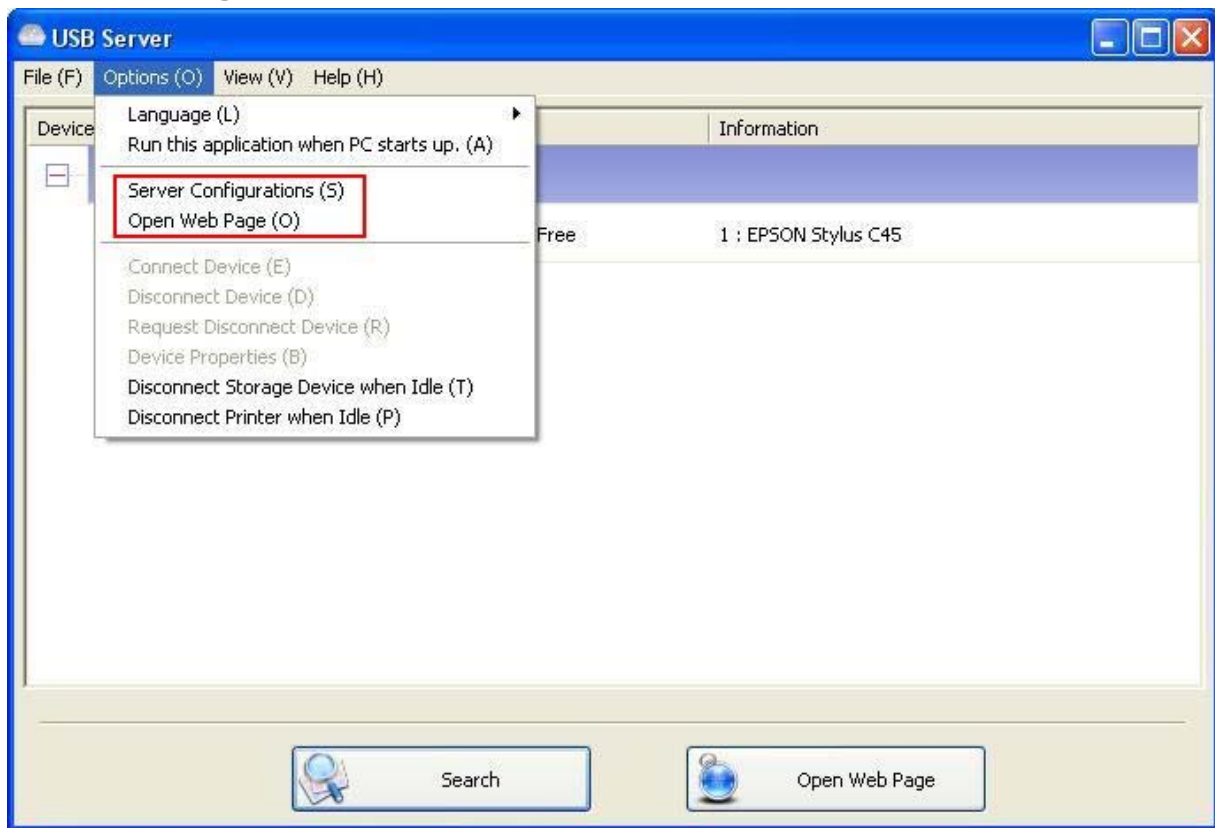 USB Server
File (F) Options (O) View (V) Help (H)
Device Information
Language (L)
Run this application when PC starts up. (A)
Server Configurations (S)
Open Web Page (O)
Free 1 : EPSON Stylus C45
Connect Device (E)
Disconnect Device (D)
Request Disconnect Device (R)
Device Properties (B)
Disconnect Storage Device when Idle (T)
Disconnect Printer when Idle (P)
Search Open Web Page